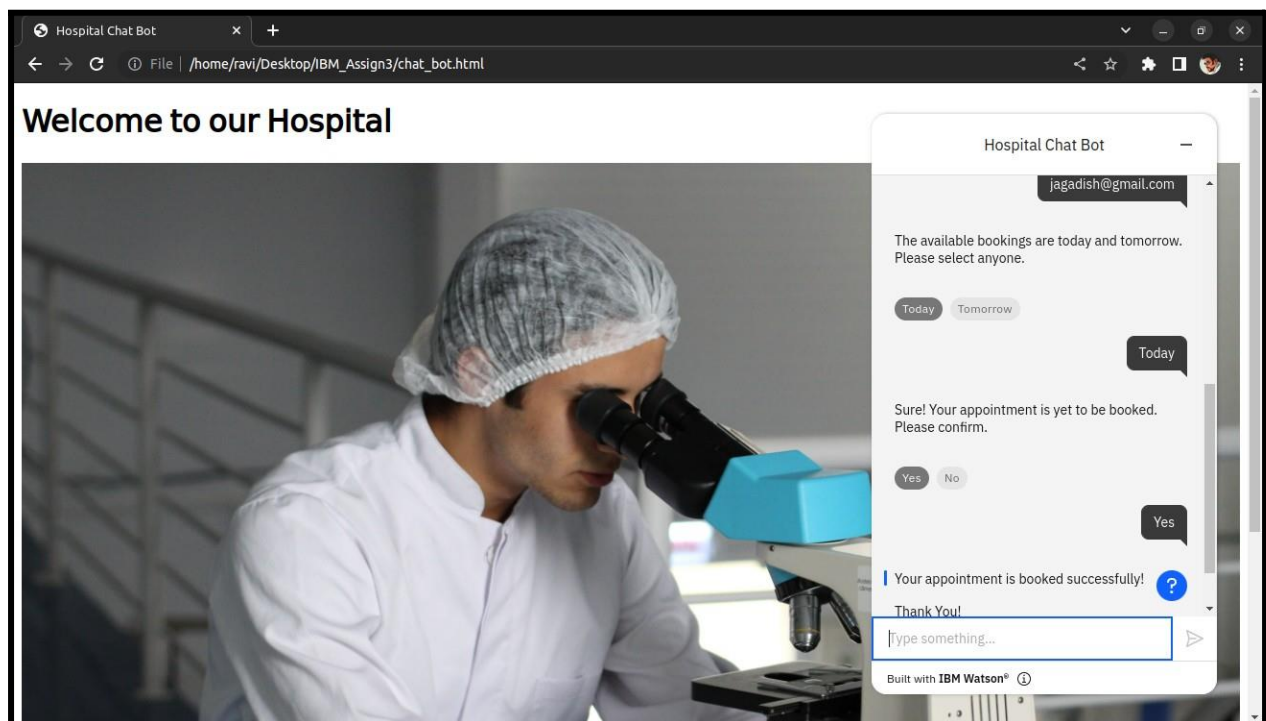 Hospital Chat Bot
File | /home/ravi/Desktop/IBM_Assign3/chat_bot.html
Welcome to our Hospital
Hospital Chat Bot
jagadish@gmail.com
The available bookings are today and tomorrow.
Please select anyone.
Today Tomorrow
Today
Sure! Your appointment is yet to be booked.
Please confirm.
Yes No
Yes
Your appointment is booked successfully!
?
Thank You!
Type something...
Built with IBM Watson®